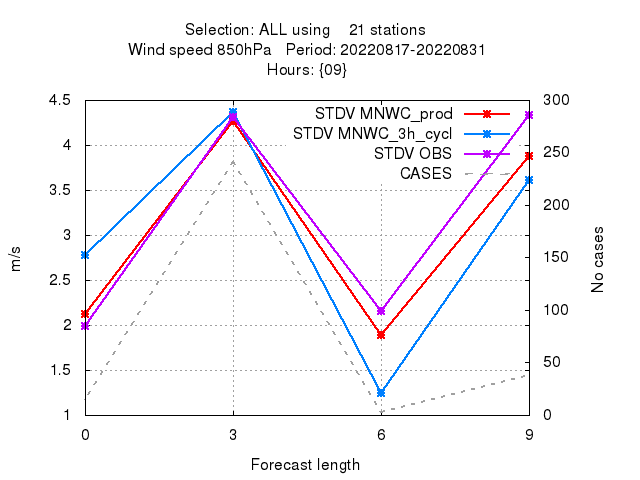 Selection: ALL using    21 stations
Wind speed 850hPa   Period: 20220817-20220831
Hours: {09}
4.5
4
3.5
3
2.5
2
1.5
1
300
250
200
150
100
50
0
STDV MNWC_prod
STDV MNWC_3h_cycl
STDV OBS
CASES
m/s
No cases
0 3 6 9
Forecast length